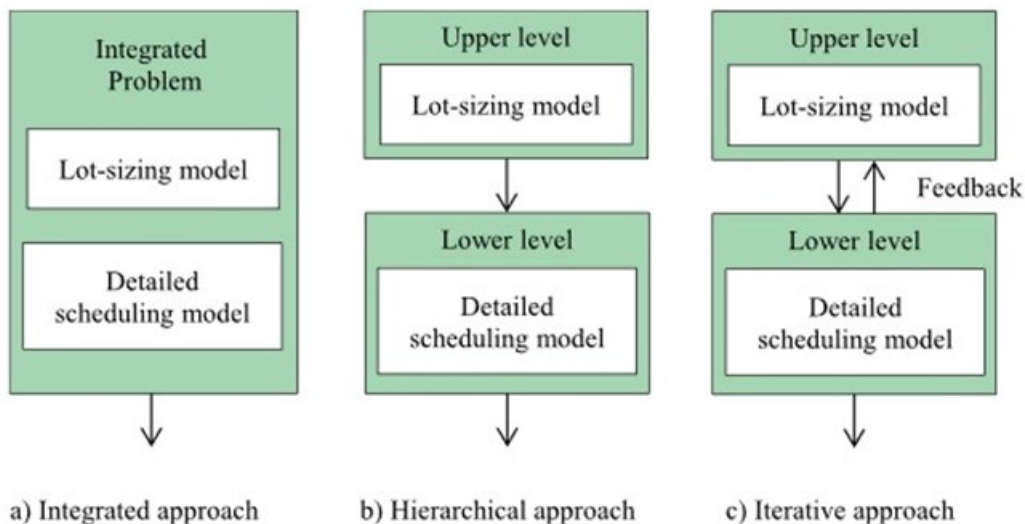 Integrated
Problem
Lot-sizing model
Detailed
scheduling model
a) Integrated approach
Upper level
Lot-sizing model
Lower level
Detailed
scheduling model
b) Hierarchical approach
Upper level
Lot-sizing model
Feedback
Lower level
Detailed
scheduling model
c) Iterative approach